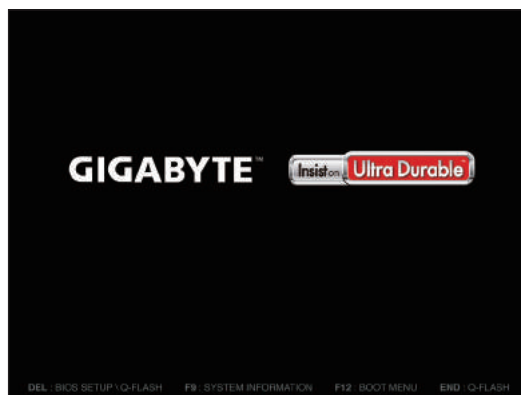 GIGABYTE™ Insist on Ultra Durable™
DEL : BIOS SETUP \ Q-FLASH F9 : SYSTEM INFORMATION F12 : BOOT MENU END : Q-FLASH